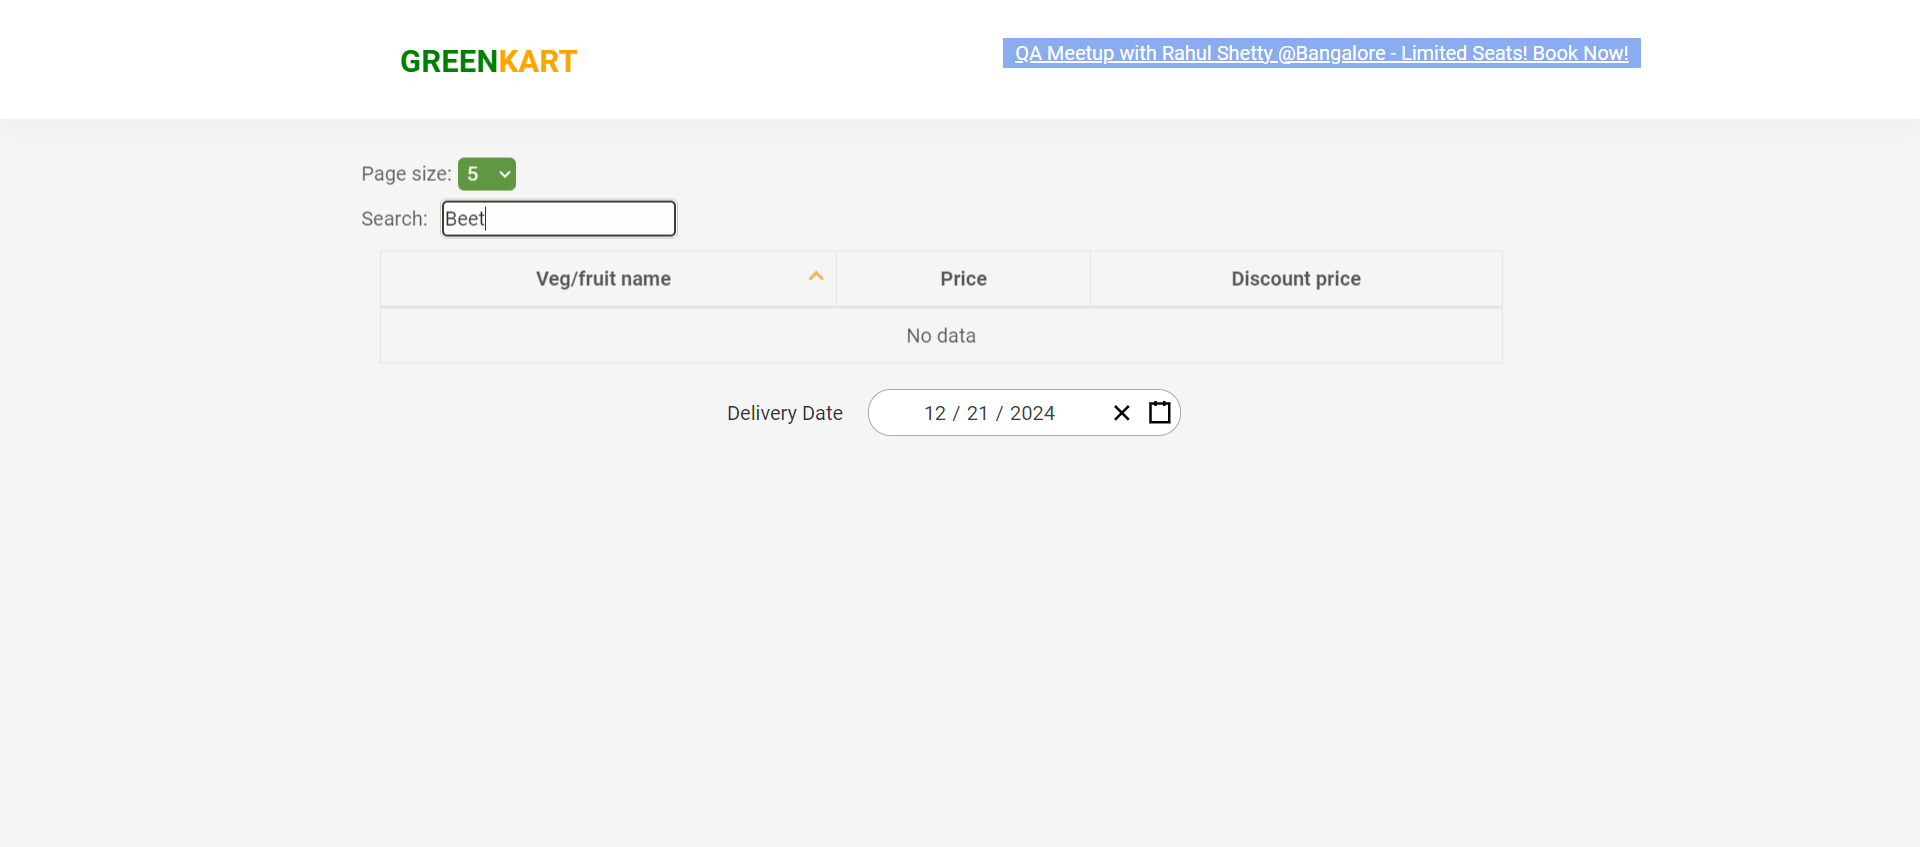 GREENKART
QA Meetup with Rahul Shetty @Bangalore - Limited Seats! Book Now!
Page size: 5
Search: Beet
Veg/fruit name Price Discount price
No data
Delivery Date 12 / 21 / 2024